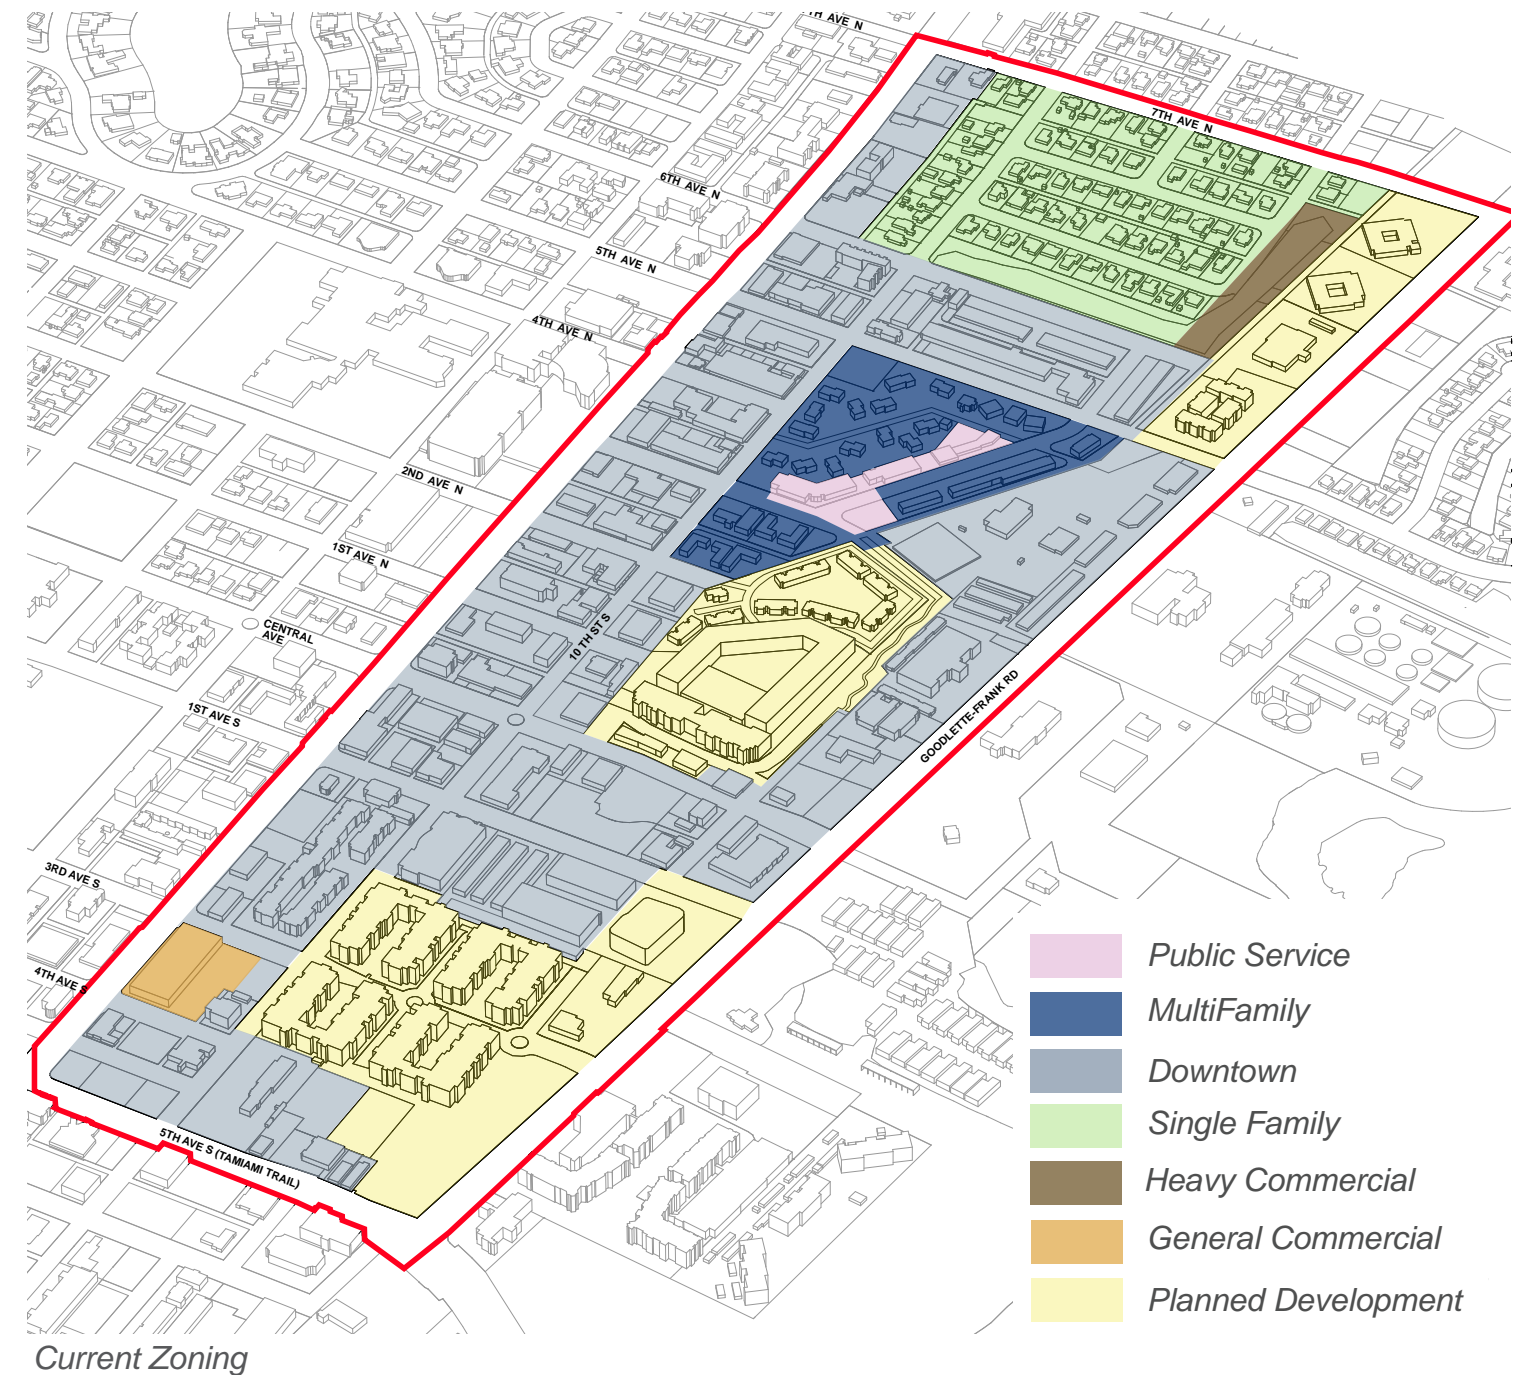 TH AVE N
7TH AVE N
6TH AVE N
5TH AVE N
4TH AVE N
2ND AVE N
1ST AVE N
CENTRAL
AVE
10 TH ST S
1ST AVE S
GOODLETTE-FRANK RD
3RD AVE S
4TH AVE S
5TH AVE S (TAMIAMI TRAIL)
Public Service
MultiFamily
Downtown
Single Family
Heavy Commercial
General Commercial
Planned Development
Current Zoning